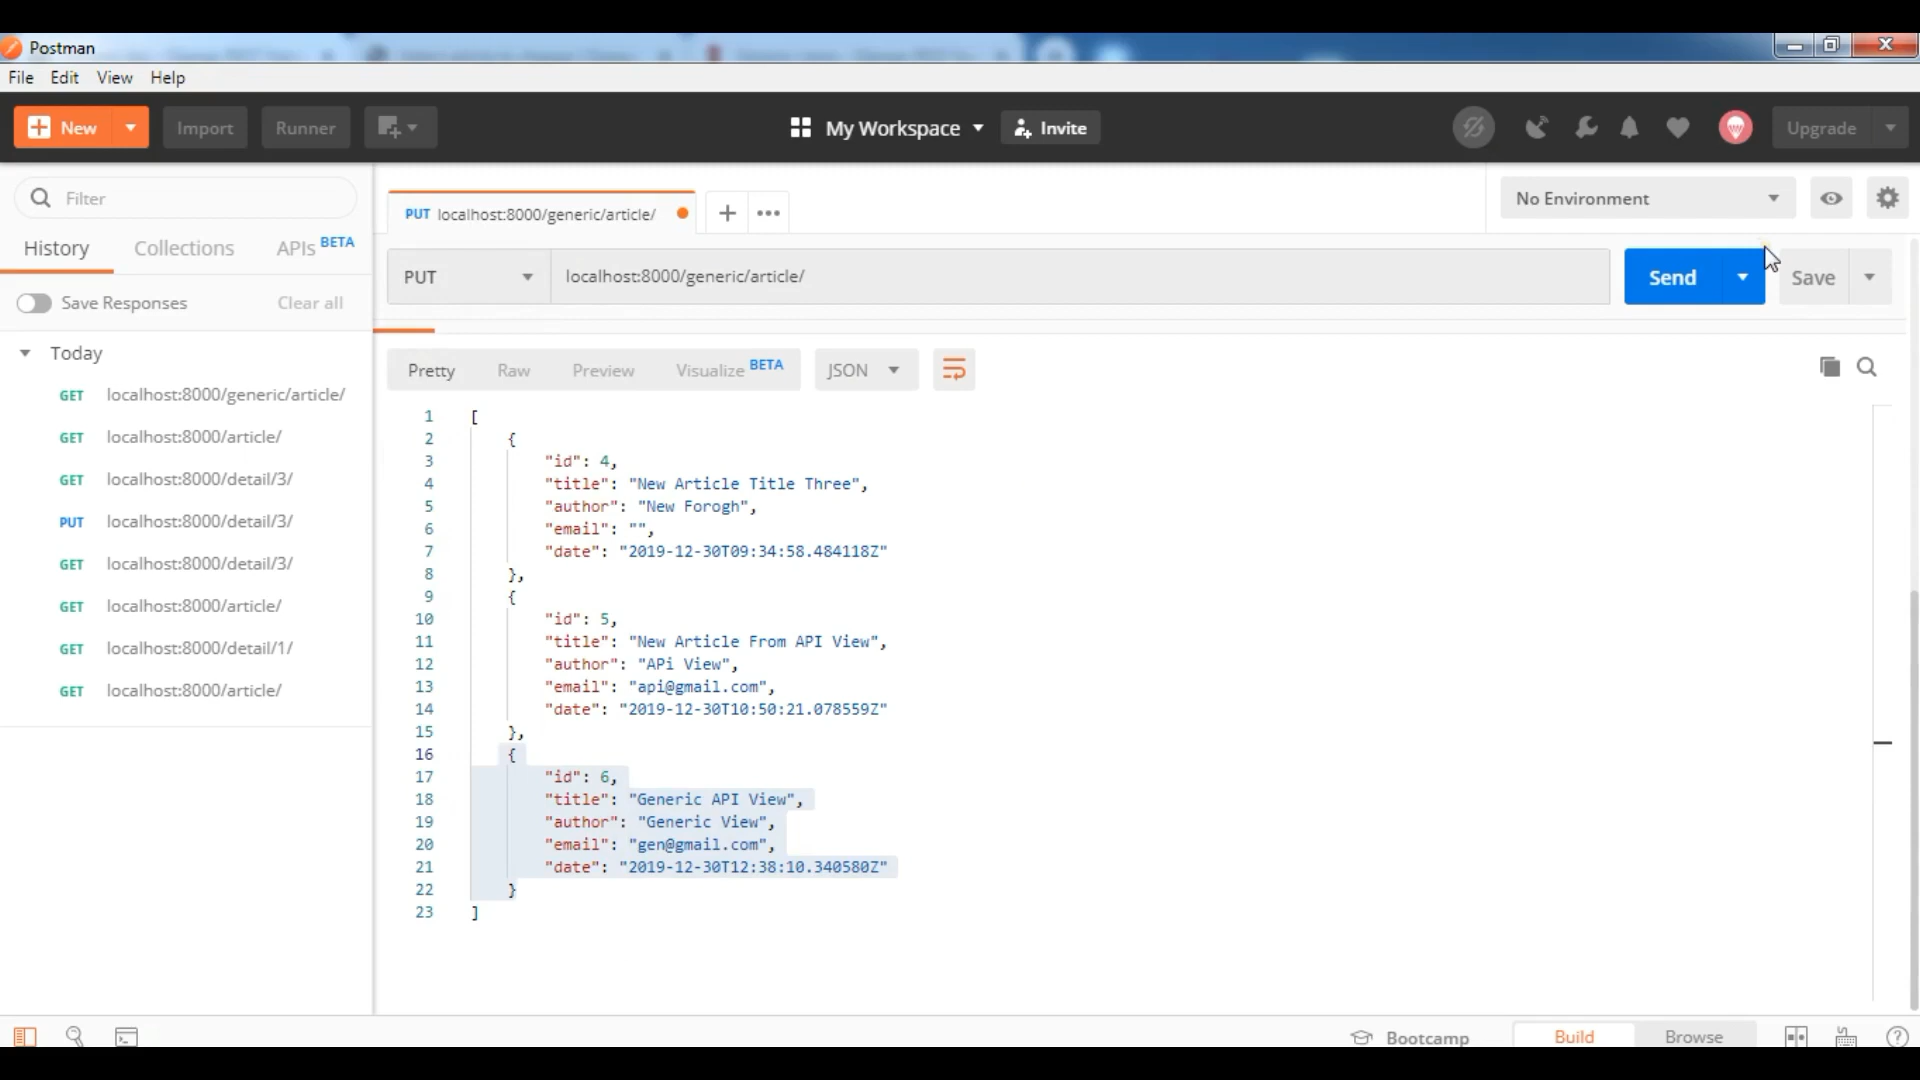 Postman
File Edit View Help
New Import Runner My Workspace Invite Upgrade
Filter
History Collections APIs BETA
Save Responses Clear all
Today
GET localhost:8000/generic/article/
GET localhost:8000/article/
GET localhost:8000/detail/3/
PUT localhost:8000/detail/3/
GET localhost:8000/detail/3/
GET localhost:8000/article/
GET localhost:8000/detail/1/
GET localhost:8000/article/
PUT localhost:8000/generic/article/
No Environment
PUT localhost:8000/generic/article/ Send Save
Pretty Raw Preview Visualize BETA JSON
1 [
2 {
3 "id": 4,
4 "title": "New Article Title Three",
5 "author": "New Forogh",
6 "email": "",
7 "date": "2019-12-30T09:34:58.484118Z"
8 },
9 {
10 "id": 5,
11 "title": "New Article From API View",
12 "author": "APi View",
13 "email": "api@gmail.com",
14 "date": "2019-12-30T10:50:21.078559Z"
15 },
16 {
17 "id": 6,
18 "title": "Generic API View",
19 "author": "Generic View",
20 "email": "gen@gmail.com",
21 "date": "2019-12-30T12:38:10.340580Z"
22 }
23 ]
Bootcamp Build Browse